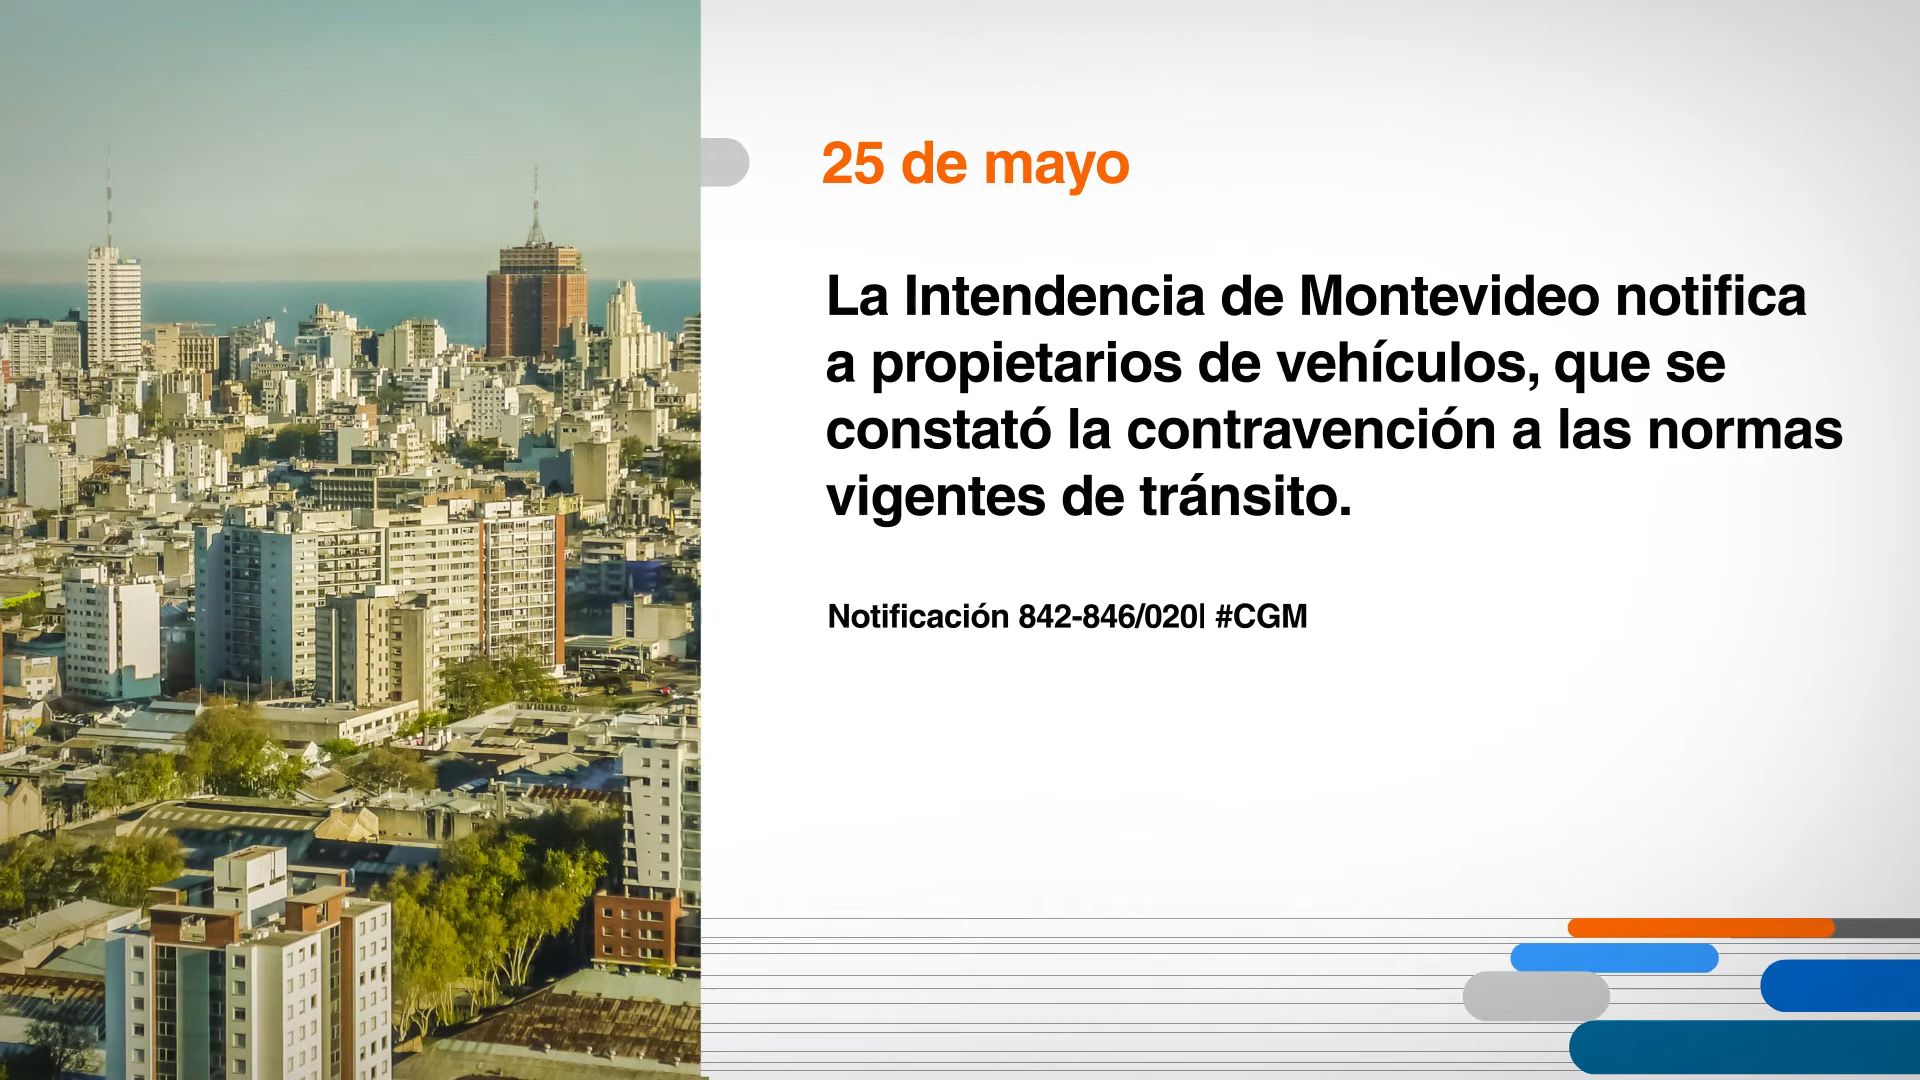 25 de mayo
La Intendencia de Montevideo notifica
a propietarios de vehículos, que se
constató la contravención a las normas
vigentes de tránsito.
Notificación 842-846/020| #CGM